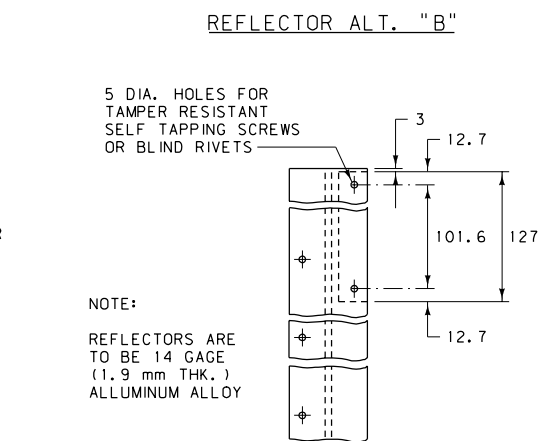 REFLECTOR ALT. "B"
5 DIA. HOLES FOR
TAMPER RESISTANT
SELF TAPPING SCREWS
OR BLIND RIVETS
3
12.7
R
101.6
127
NOTE:
12.7
REFLECTORS ARE
TO BE 14 GAGE
(1.9 mm THK.)
ALLUMINUM ALLOY